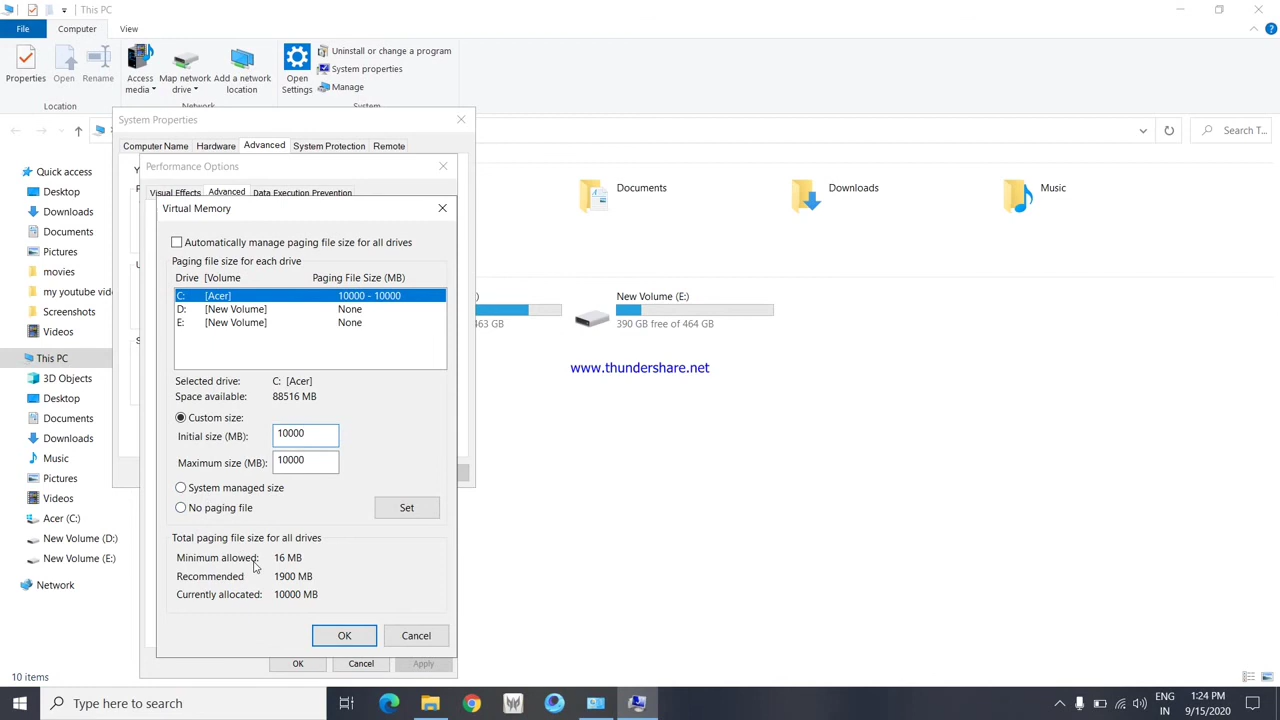 This PC
File
Computer
View
Properties
Open
Rename
Access media
Map network drive
Add a network location
Open Settings
Uninstall or change a program
System properties
Manage
Location
Network
System
System Properties
Search T...
Computer Name
Hardware
Advanced
System Protection
Remote
Performance Options
Visual Effects
Advanced
Data Execution Prevention
Quick access
Desktop
Downloads
Documents
Pictures
movies
my youtube vid
Screenshots
Videos
This PC
3D Objects
Desktop
Documents
Downloads
Music
Pictures
Videos
Acer (C:)
New Volume (D:)
New Volume (E:)
Network
Virtual Memory
Automatically manage paging file size for all drives
Paging file size for each drive
Drive [Volume Paging File Size (MB)
C: [Acer] 10000 - 10000
D: [New Volume] None
E: [New Volume] None
Selected drive: C: [Acer]
Space available: 88516 MB
Custom size:
Initial size (MB): 10000
Maximum size (MB): 10000
System managed size
No paging file
Set
Total paging file size for all drives
Minimum allowed: 16 MB
Recommended 1900 MB
Currently allocated: 10000 MB
OK
Cancel
OK
Cancel
Apply
Documents
Downloads
Music
)
463 GB
New Volume (E:)
390 GB free of 464 GB
www.thundershare.net
10 items
Type here to search
ENG
IN
1:24 PM
9/15/2020